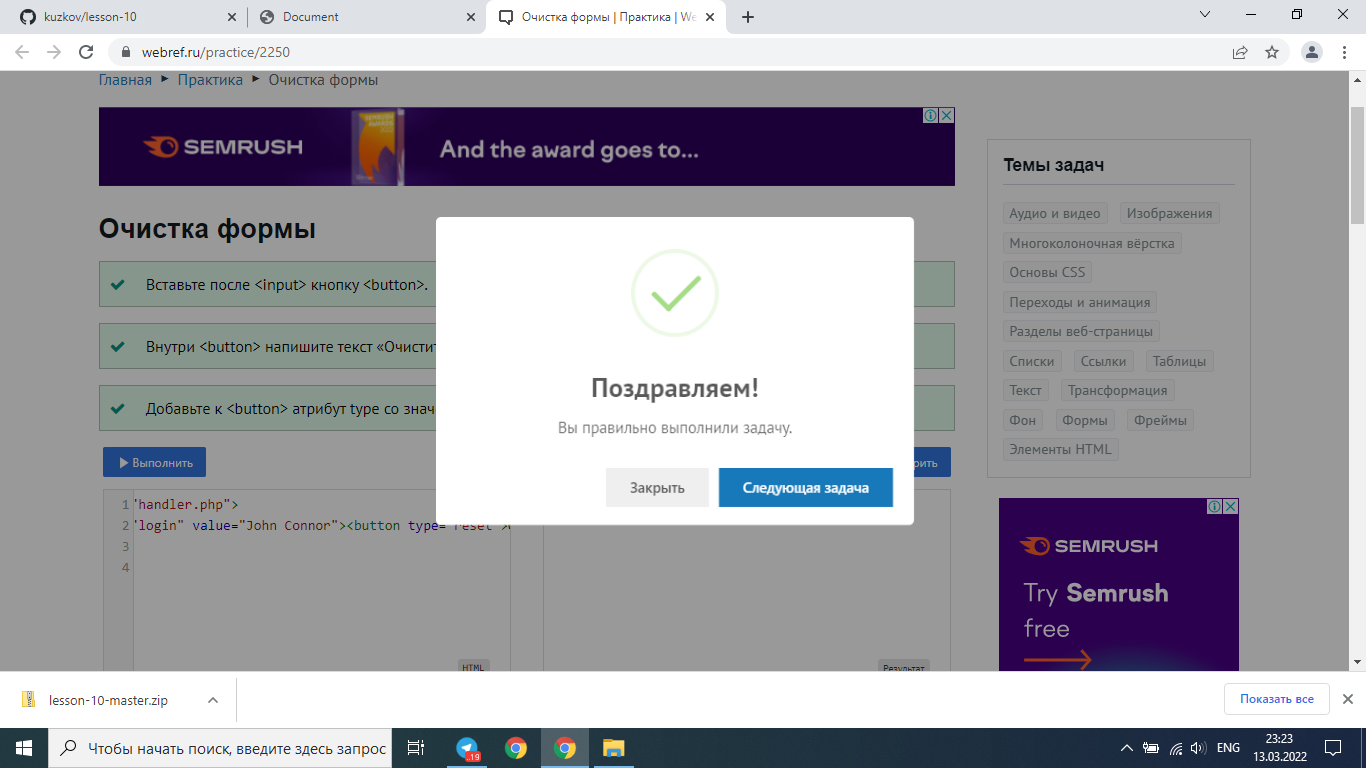 kuzkov/lesson-10
Document
Очистка формы | Практика | We
webref.ru/practice/2250
Главная ▸ Практика ▸ Очистка формы
SEMRUSH
And the award goes to...
Очистка формы
Вставьте после <input> кнопку <button>.
Внутри <button> напишите текст «Очистит
Добавьте к <button> атрибут type со знач
Выполнить
рить
Поздравляем!
Вы правильно выполнили задачу.
Закрыть
Следующая задача
1 "handler.php">
2 "login" value="John Connor"><button type="reset">
3
4
HTML
Результат
Темы задач
Аудио и видео
Изображения
Многоколоночная вёрстка
Основы CSS
Переходы и анимация
Разделы веб-страницы
Списки
Ссылки
Таблицы
Текст
Трансформация
Фон
Формы
Фреймы
Элементы HTML
SEMRUSH
Try Semrush
free
lesson-10-master.zip
Показать все
Чтобы начать поиск, введите здесь запрос
19
ENG
23:23
13.03.2022